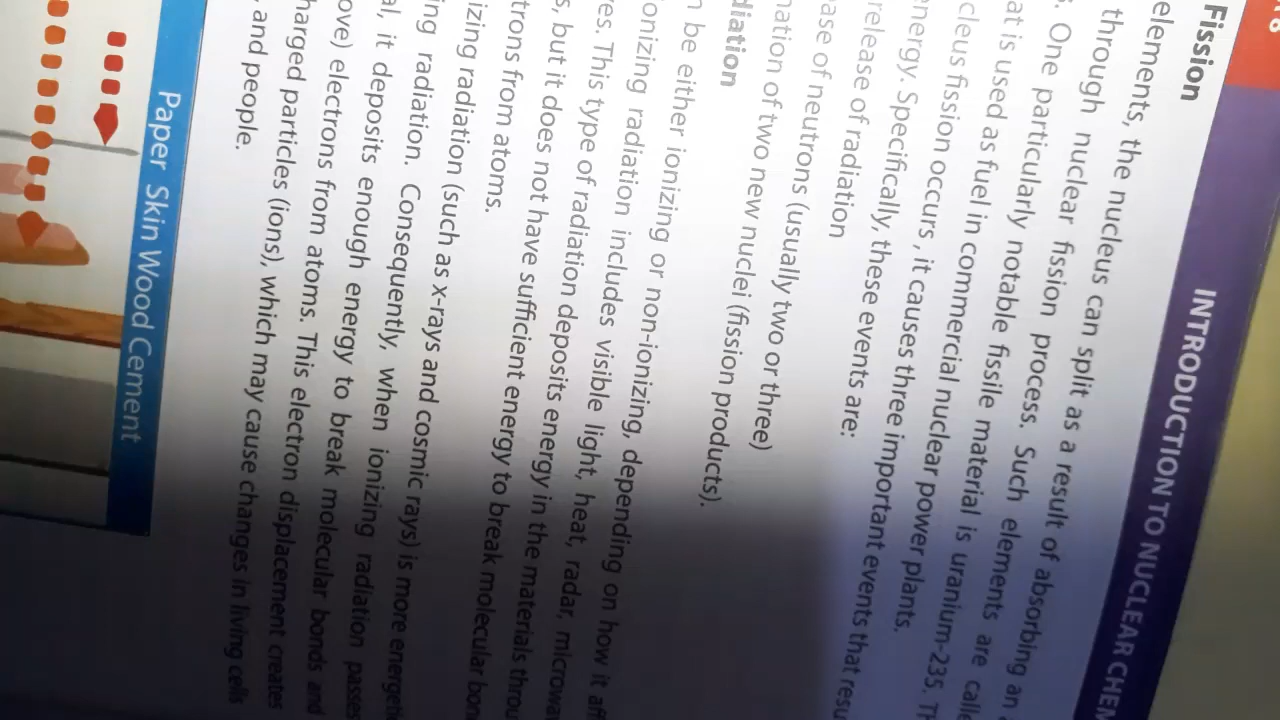 8
INTRODUCTION TO NUCLEAR CHEM
Fission
elements, the nucleus can split as a result of absorbing an
through nuclear fission process. Such elements are calle
One particularly notable fissile material is uranium-235. Th
at is used as fuel in commercial nuclear power plants.
cleus fission occurs , it causes three important events that resu
energy. Specifically, these events are:
release of radiation
ase of neutrons (usually two or three)
nation of two new nuclei (fission products).
diation
n be either ionizing or non-ionizing, depending on how it aff
onizing radiation includes visible light, heat, radar, microwa
es. This type of radiation deposits energy in the materials throu
s, but it does not have sufficient energy to break molecular bon
trons from atoms.
izing radiation (such as x-rays and cosmic rays) is more energeti
ing radiation. Consequently, when ionizing radiation passes
al, it deposits enough energy to break molecular bonds and
ove) electrons from atoms. This electron displacement creates
harged particles (ions), which may cause changes in living cells
, and people.
Paper Skin Wood Cement